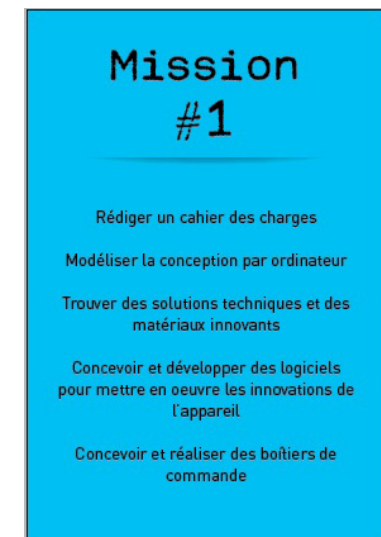 Mission
#1
Rédiger un cahier des charges
Modéliser la conception par ordinateur
Trouver des solutions techniques et des
matériaux innovants
Concevoir et développer des logiciels
pour mettre en oeuvre les innovations de
l'appareil
Concevoir et réaliser des boîtiers de
commande